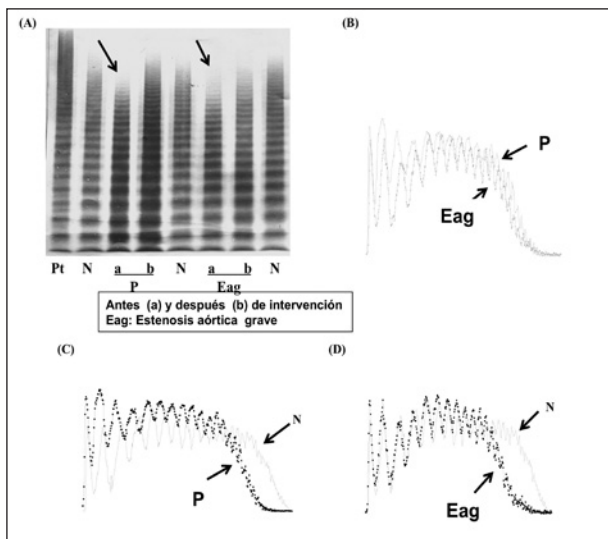 (A)
(B)
P
Eag
Pt N a b N a b N
P Eag
Antes (a) y después (b) de intervención
Eag: Estenosis aórtica grave
(C)
(D)
N
P
N
Eag